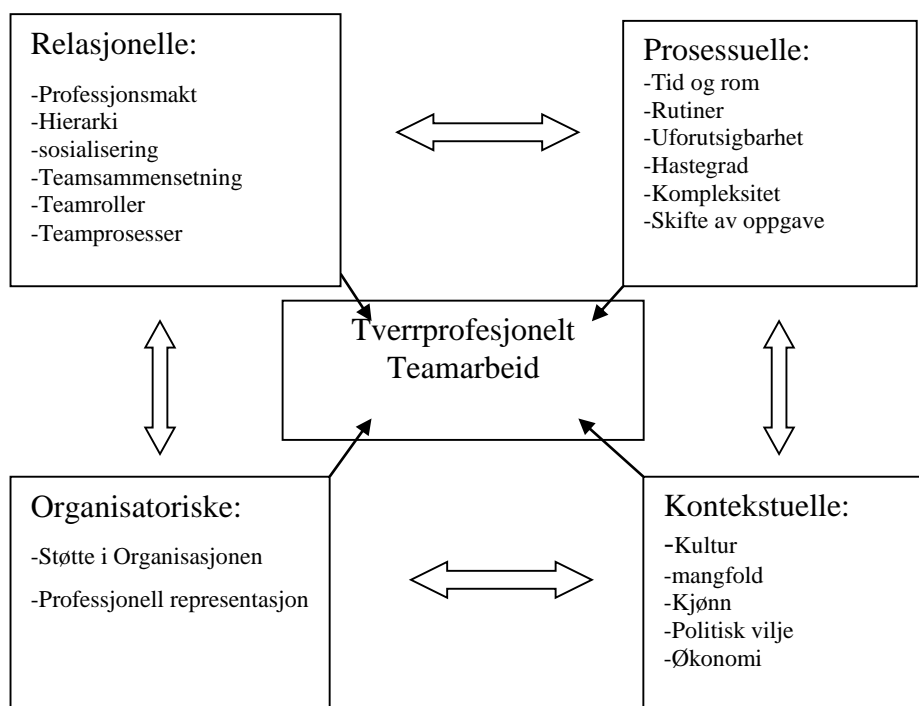 Relasjonelle:
-Professjonsmakt
-Hierarki
-sosialisering
-Teamsammensetning
-Teamroller
-Teamprosesser
Prosessuelle:
-Tid og rom
-Rutiner
-Uforutsigbarhet
-Hastegrad
-Kompleksitet
-Skifte av oppgave
Tverrprofesjonelt
Teamarbeid
Organisatoriske:
-Støtte i Organisasjonen
-Professjonell representasjon
Kontekstuelle:
-Kultur
-mangfold
-Kjønn
-Politisk vilje
-Økonomi